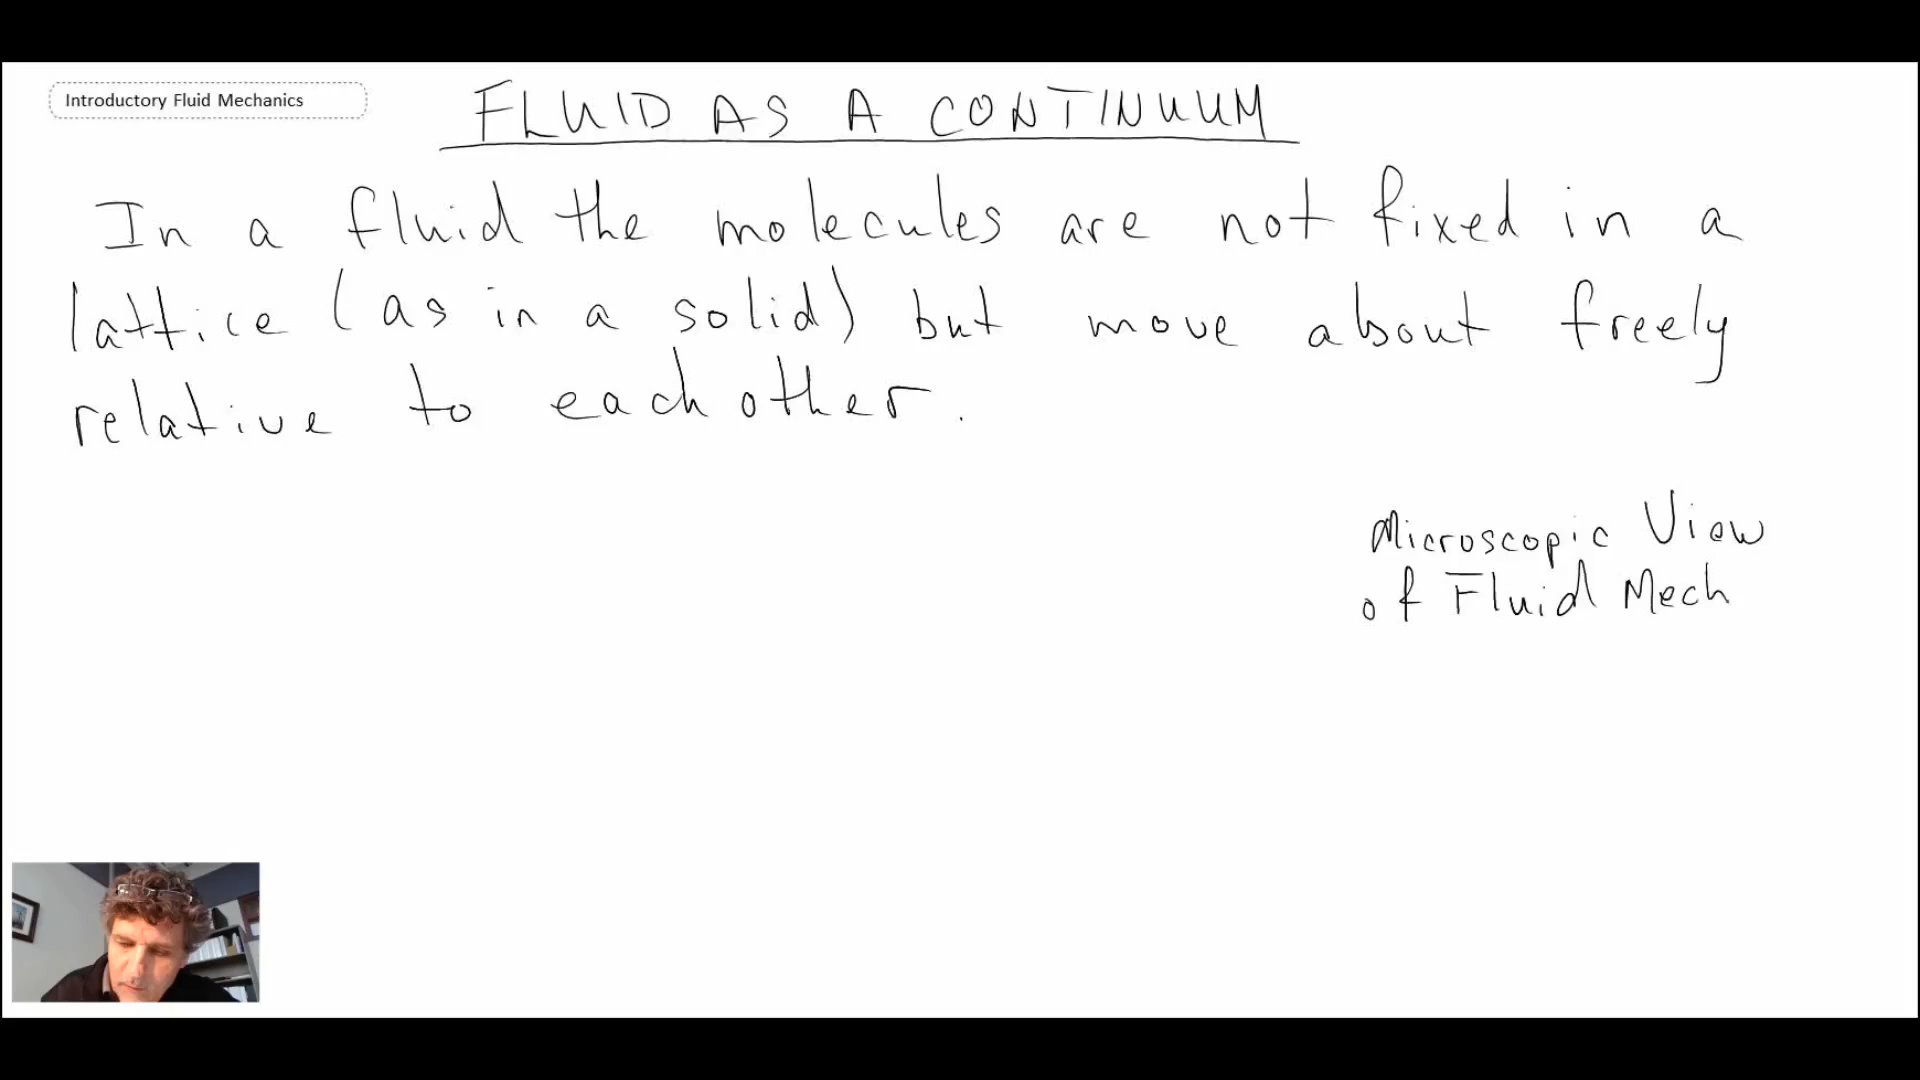 Introductory Fluid Mechanics
FLUID AS A CONTINUUM
In a fluid the molecules are not fixed in a
lattice (as in a solid) but move about freely
relative to each other.
Microscopic View
of Fluid Mech